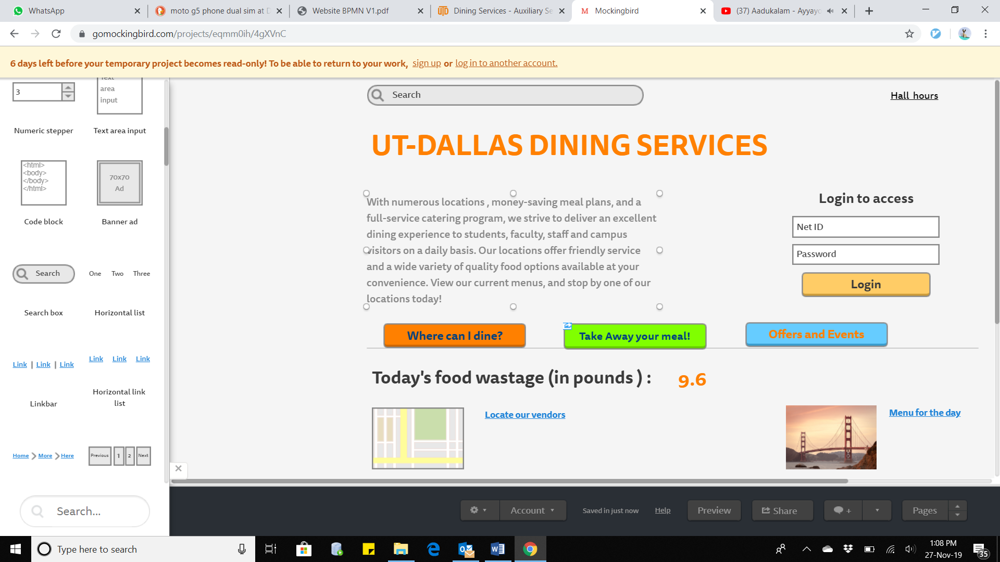 WhatsApp
moto g5 phone dual sim at D
Website BPMN V1.pdf
UTD Dining Services - Auxiliary Se
M Mockingbird
(37) Aadukalam - Ayyayo
gomockingbird.com/projects/eqmm0ih/4gXVnC
6 days left before your temporary project becomes read-only! To be able to return to your work, sign up or log in to another account.
3
Text
area
input
Numeric stepper
Text area input
<html>
<body>
</body>
</html>
70x70
Ad
Code block
Banner ad
Search
One Two Three
Search box
Horizontal list
Link | Link | Link
Link Link Link
Linkbar
Horizontal link
list
Home More Here
Previous 1 2 Next
Search...
Search
Hall hours
UT-DALLAS DINING SERVICES
With numerous locations , money-saving meal plans, and a
full-service catering program, we strive to deliver an excellent
dining experience to students, faculty, staff and campus
visitors on a daily basis. Our locations offer friendly service
and a wide variety of quality food options available at your
convenience. View our current menus, and stop by one of our
locations today!
Login to access
Net ID
Password
Login
Where can I dine?
Take Away your meal!
Offers and Events
Today's food wastage (in pounds ) : 9.6
Locate our vendors
Menu for the day
Account
Saved in just now
Help
Preview
Share
+
Pages
Type here to search
1:08 PM
27-Nov-19
35